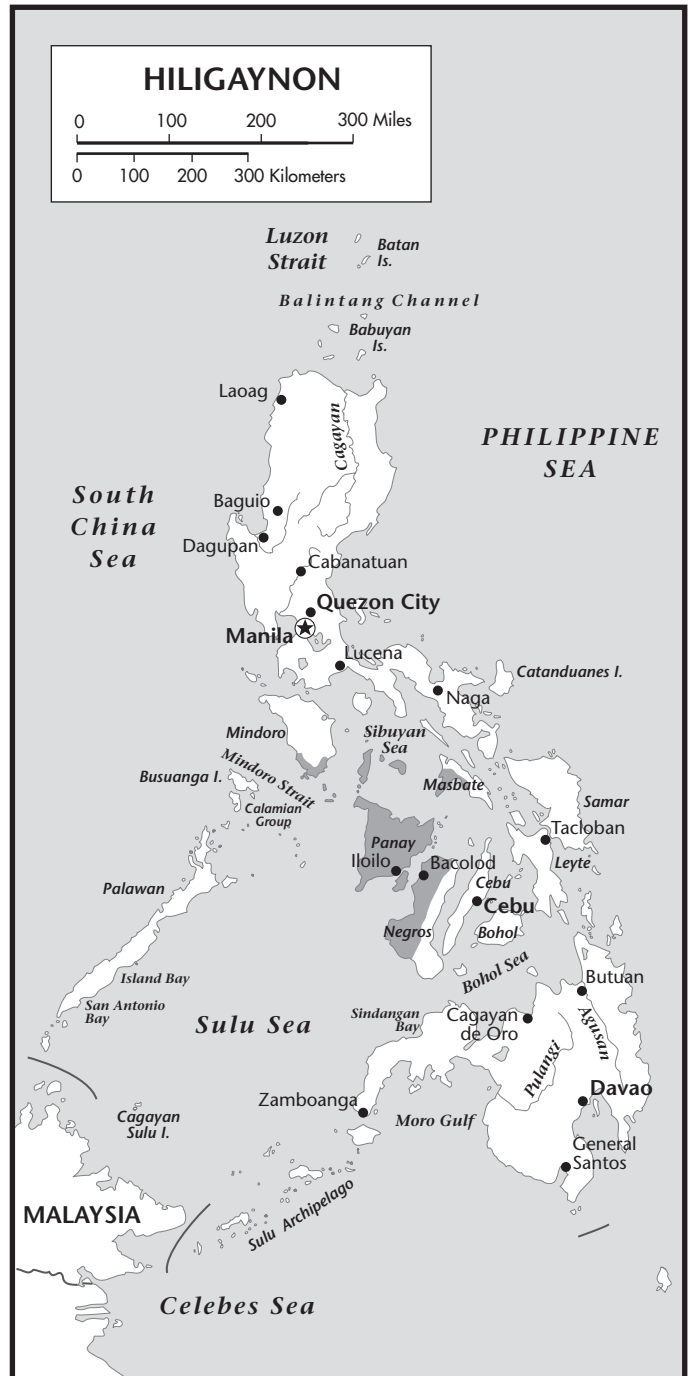 HILIGAYNON
0 100 200 300 Miles
0 100 200 300 Kilometers
Luzon
Strait
Batan
Is.
Balintang Channel
Babuyan
Is.
Laoag
Cagayan
PHILIPPINE
SEA
South
China
Sea
Baguio
Dagupan
Cabanatuan
Quezon City
Manila
Lucena
Catanduanes I.
Naga
Mindoro
Sibuyan
Sea
Mindoro Strait
Busuanga I.
Masbate
Calamian
Group
Samar
Panay
Tacloban
Iloilo
Bacolod
Leyte
Palawan
Cebu
Cebu
Negros
Bohol
Bohol Sea
Island Bay
San Antonio
Bay
Butuan
Sulu Sea
Sindangan
Bay
Cagayan
de Oro
Agusan
Pulangi
Zamboanga
Davao
Cagayan
Sulu I.
Moro Gulf
General
Santos
MALAYSIA
Sulu Archipelago
Celebes Sea